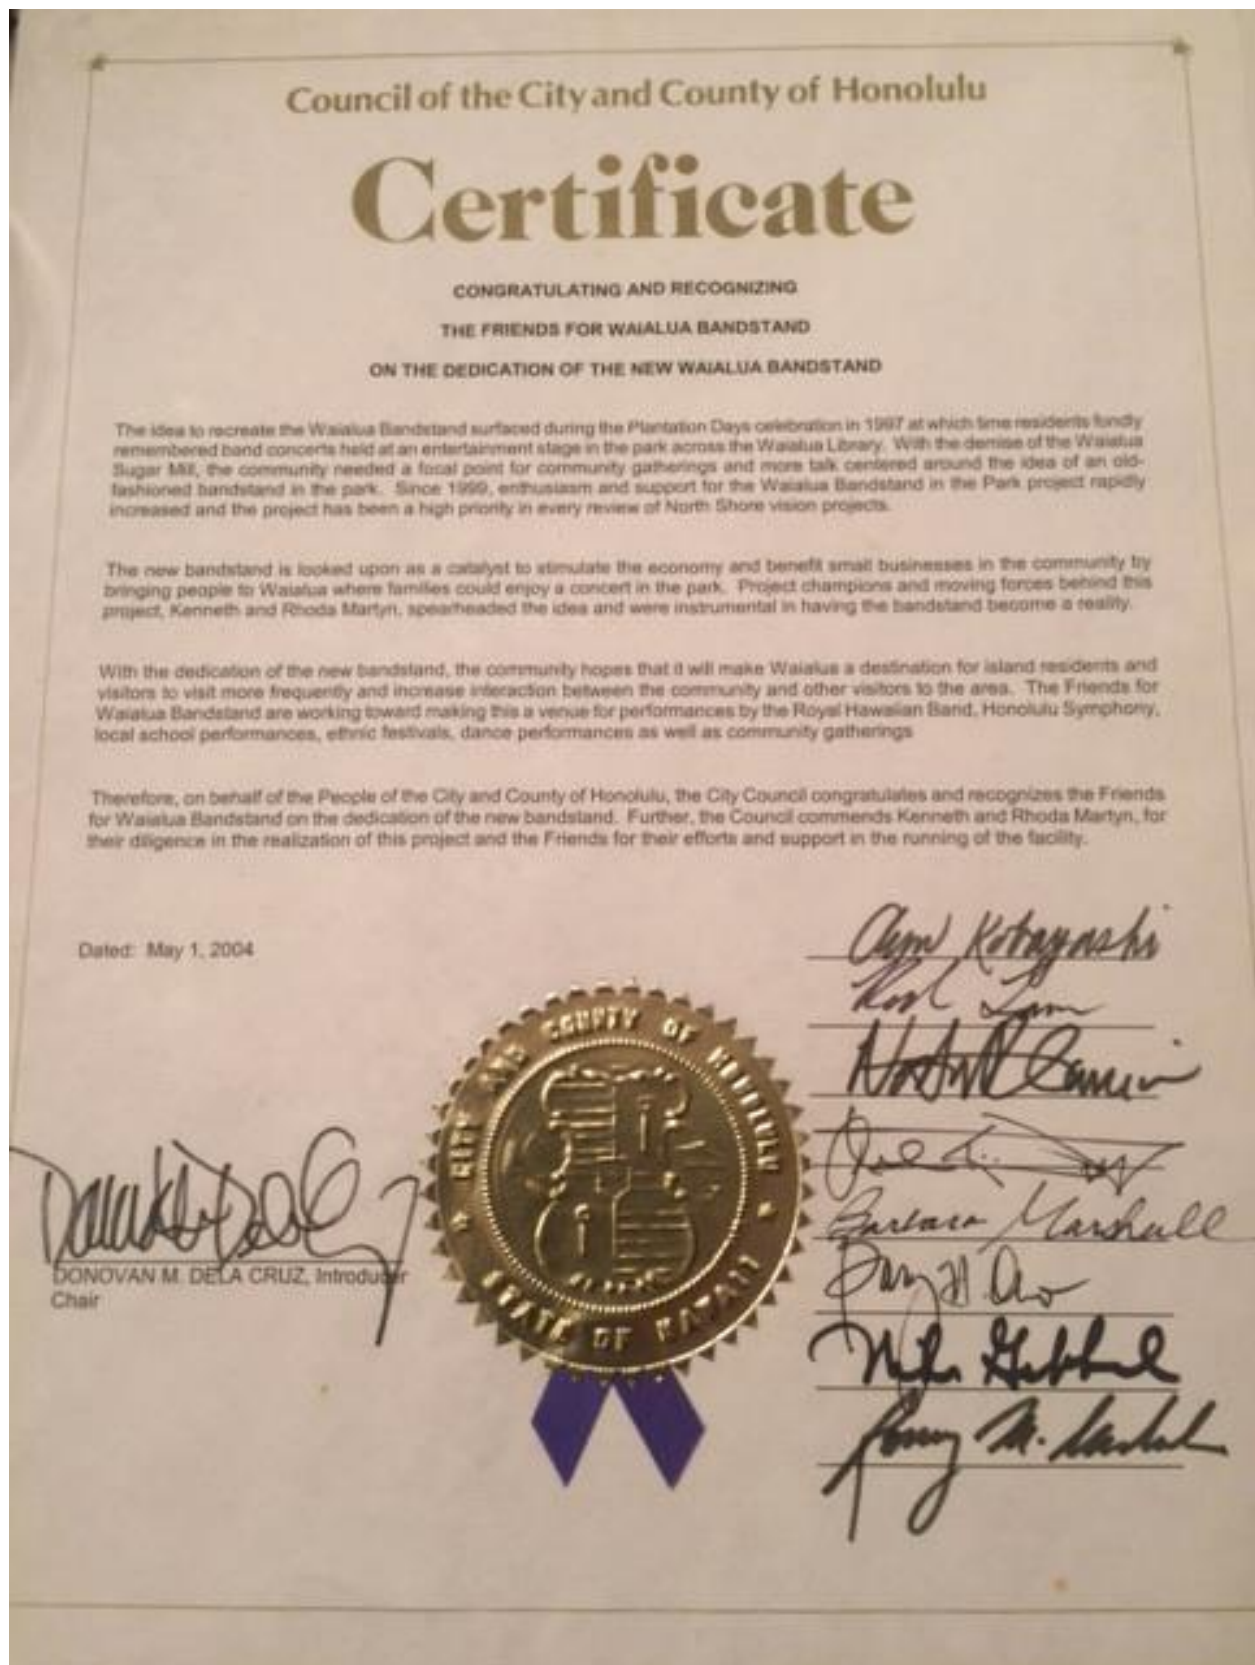 Council of the City and County of Honolulu
Certificate
CONGRATULATING AND RECOGNIZING
THE FRIENDS FOR WAIALUA BANDSTAND
ON THE DEDICATION OF THE NEW WAIALUA BANDSTAND
The idea to recreate the Waialua Bandstand surfaced during the Plantation Days celebration in 1997 at which time residents fondly
remembered band concerts held at an entertainment stage in the park across the Waialua Library. With the demise of the Waialua
Sugar Mill, the community needed a focal point for community gatherings and more talk centered around the idea of an old-
fashioned bandstand in the park. Since 1999, enthusiasm and support for the Waialua Bandstand in the Park project rapidly
increased and the project has been a high priority in every review of North Shore vision projects.
The new bandstand is looked upon as a catalyst to stimulate the economy and benefit small businesses in the community by
bringing people to Waialua where families could enjoy a concert in the park. Project champions and moving forces behind this
project, Kenneth and Rhoda Martyn, spearheaded the idea and were instrumental in having the bandstand become a reality.
With the dedication of the new bandstand, the community hopes that it will make Waialua a destination for island residents and
visitors to visit more frequently and increase interaction between the community and other visitors to the area. The Friends for
Waialua Bandstand are working toward making this a venue for performances by the Royal Hawaiian Band, Honolulu Symphony,
local school performances, ethnic festivals, dance performances as well as community gatherings
Therefore, on behalf of the People of the City and County of Honolulu, the City Council congratulates and recognizes the Friends
for Waialua Bandstand on the dedication of the new bandstand. Further, the Council commends Kenneth and Rhoda Martyn, for
their diligence in the realization of this project and the Friends for their efforts and support in the running of the facility.
Dated: May 1, 2004
Ann Kobayashi
Rod Tam
Barbara Marshall
CITY AND COUNTY OF HONOLULU
STATE OF HAWAII
DONOVAN M. DELA CRUZ, Introducer
Chair